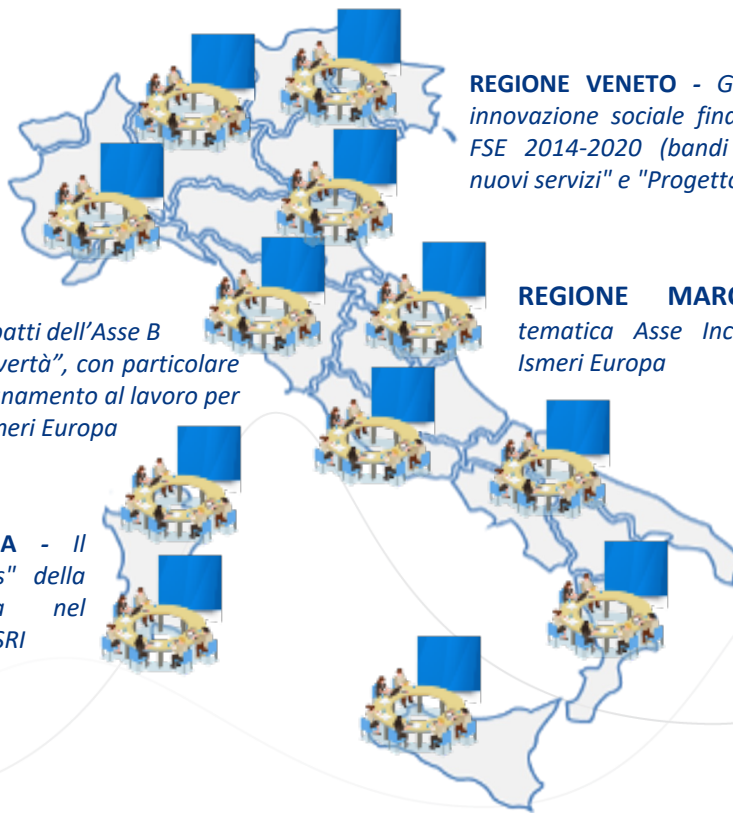 REGIONE VENETO - G
innovazione sociale fina
FSE 2014-2020 (bandi
nuovi servizi" e "Progetto
REGIONE MARC
tematica Asse Inc
Ismeri Europa
patti dell'Asse B
vertà", con particolare
namento al lavoro per
meri Europa
A - Il
s" della
a nel
SRI